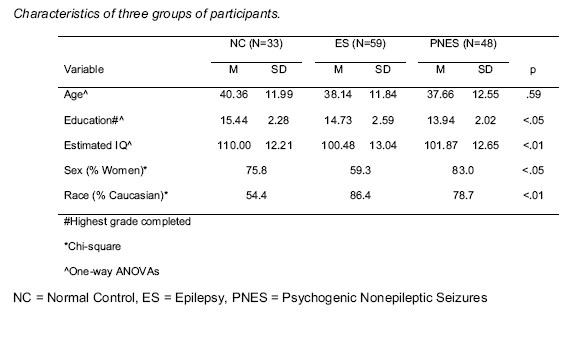 Characteristics of three groups of participants.
NC (N=33) ES (N=59) PNES (N=48)
Variable M SD M SD M SD p
Age^ 40.36 11.99 38.14 11.84 37.66 12.55 .59
Education#^ 15.44 2.28 14.73 2.59 13.94 2.02 <.05
Estimated IQ^ 110.00 12.21 100.48 13.04 101.87 12.65 <.01
Sex (% Women)* 75.8 59.3 83.0 <.05
Race (% Caucasian)* 54.4 86.4 78.7 <.01
#Highest grade completed
*Chi-square
^One-way ANOVAs
NC = Normal Control, ES = Epilepsy, PNES = Psychogenic Nonepileptic Seizures